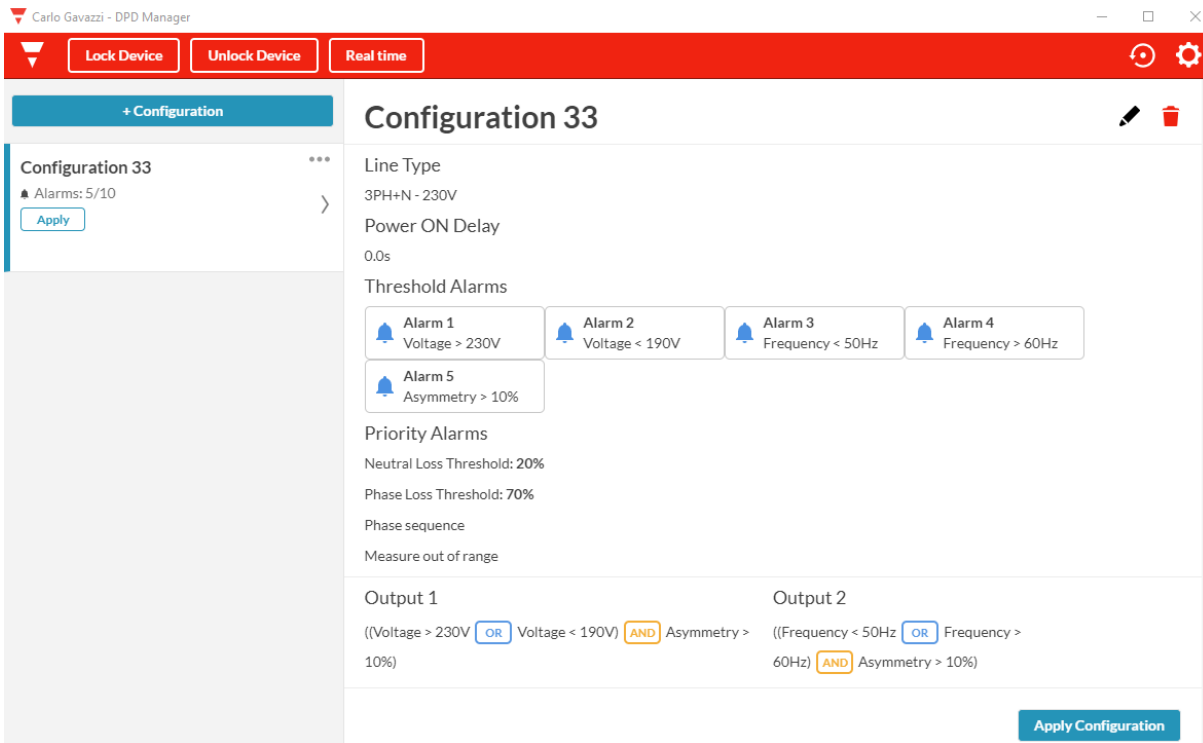 Carlo Gavazzi - DPD Manager
Lock Device
Unlock Device
Real time
+ Configuration
Configuration 33
Alarms: 5/10
Apply
Configuration 33
Line Type
3PH+N - 230V
Power ON Delay
0.0s
Threshold Alarms
Alarm 1
Voltage > 230V
Alarm 2
Voltage < 190V
Alarm 3
Frequency < 50Hz
Alarm 4
Frequency > 60Hz
Alarm 5
Asymmetry > 10%
Priority Alarms
Neutral Loss Threshold: 20%
Phase Loss Threshold: 70%
Phase sequence
Measure out of range
Output 1
((Voltage > 230V OR Voltage < 190V) AND Asymmetry >
10%)
Output 2
((Frequency < 50Hz OR Frequency >
60Hz) AND Asymmetry > 10%)
Apply Configuration